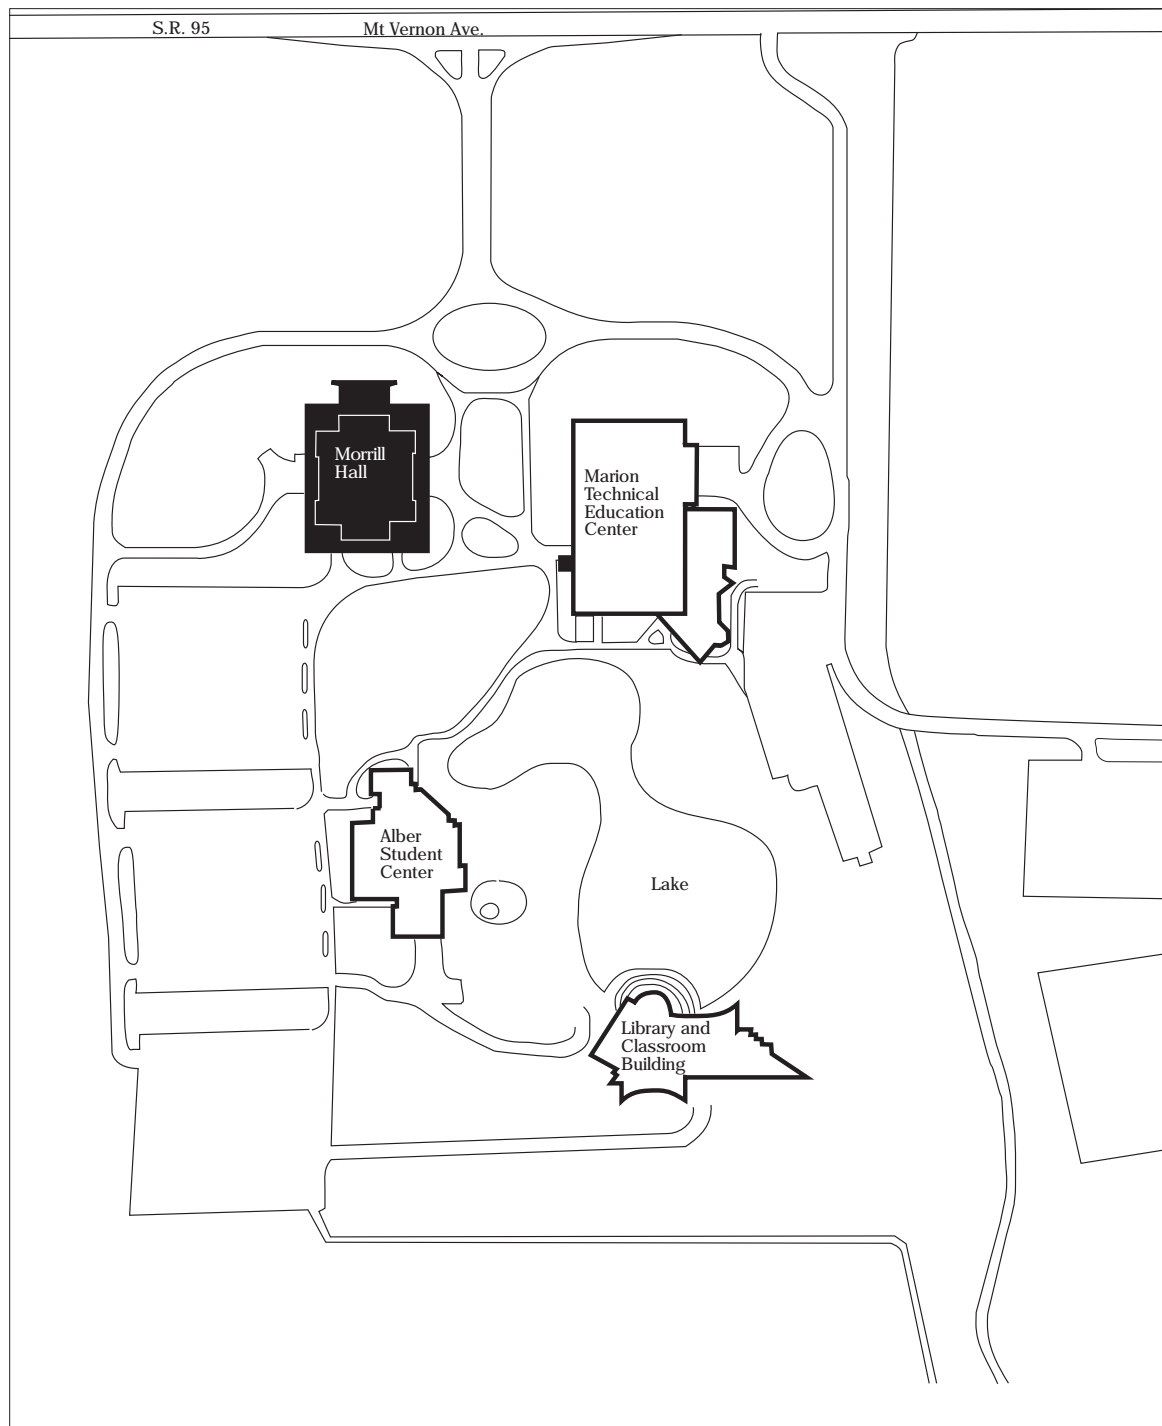 S.R. 95
Mt Vernon Ave.
Morrill
Hall
Marion
Technical
Education
Center
Alber
Student
Center
Lake
Library and
Classroom
Building